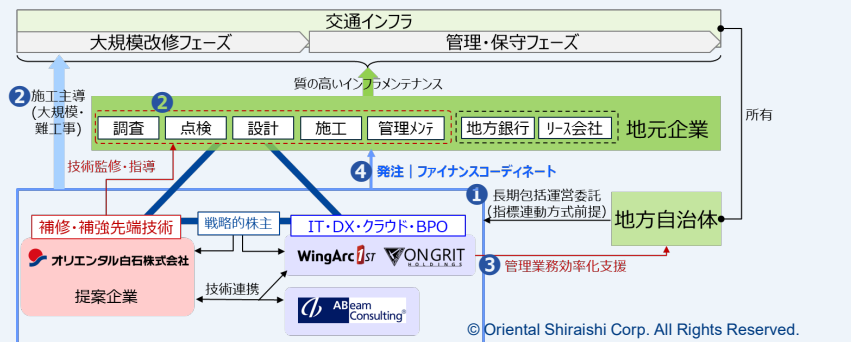 交通インフラ
大規模改修フェーズ
管理・保守フェーズ
質の高いインフラメンテナンス
❷施工主導
(大規模・
難工事)
❷
調査
点検
設計
施工
管理ﾒﾝﾃ
地方銀行
ﾘｰｽ会社
地元企業
所有
技術監修・指導
❹発注｜ファイナンスコーディネート
❶長期包括運営委託
(指標連動方式前提)
地方自治体
補修・補強先端技術
戦略的株主
IT・DX・クラウド・BPO
オリエンタル白石株式会社
WingArc1ST
ONGRIT
HOLDINGS
❸管理業務効率化支援
提案企業
技術連携
ABeam
Consulting®
© Oriental Shiraishi Corp. All Rights Reserved.